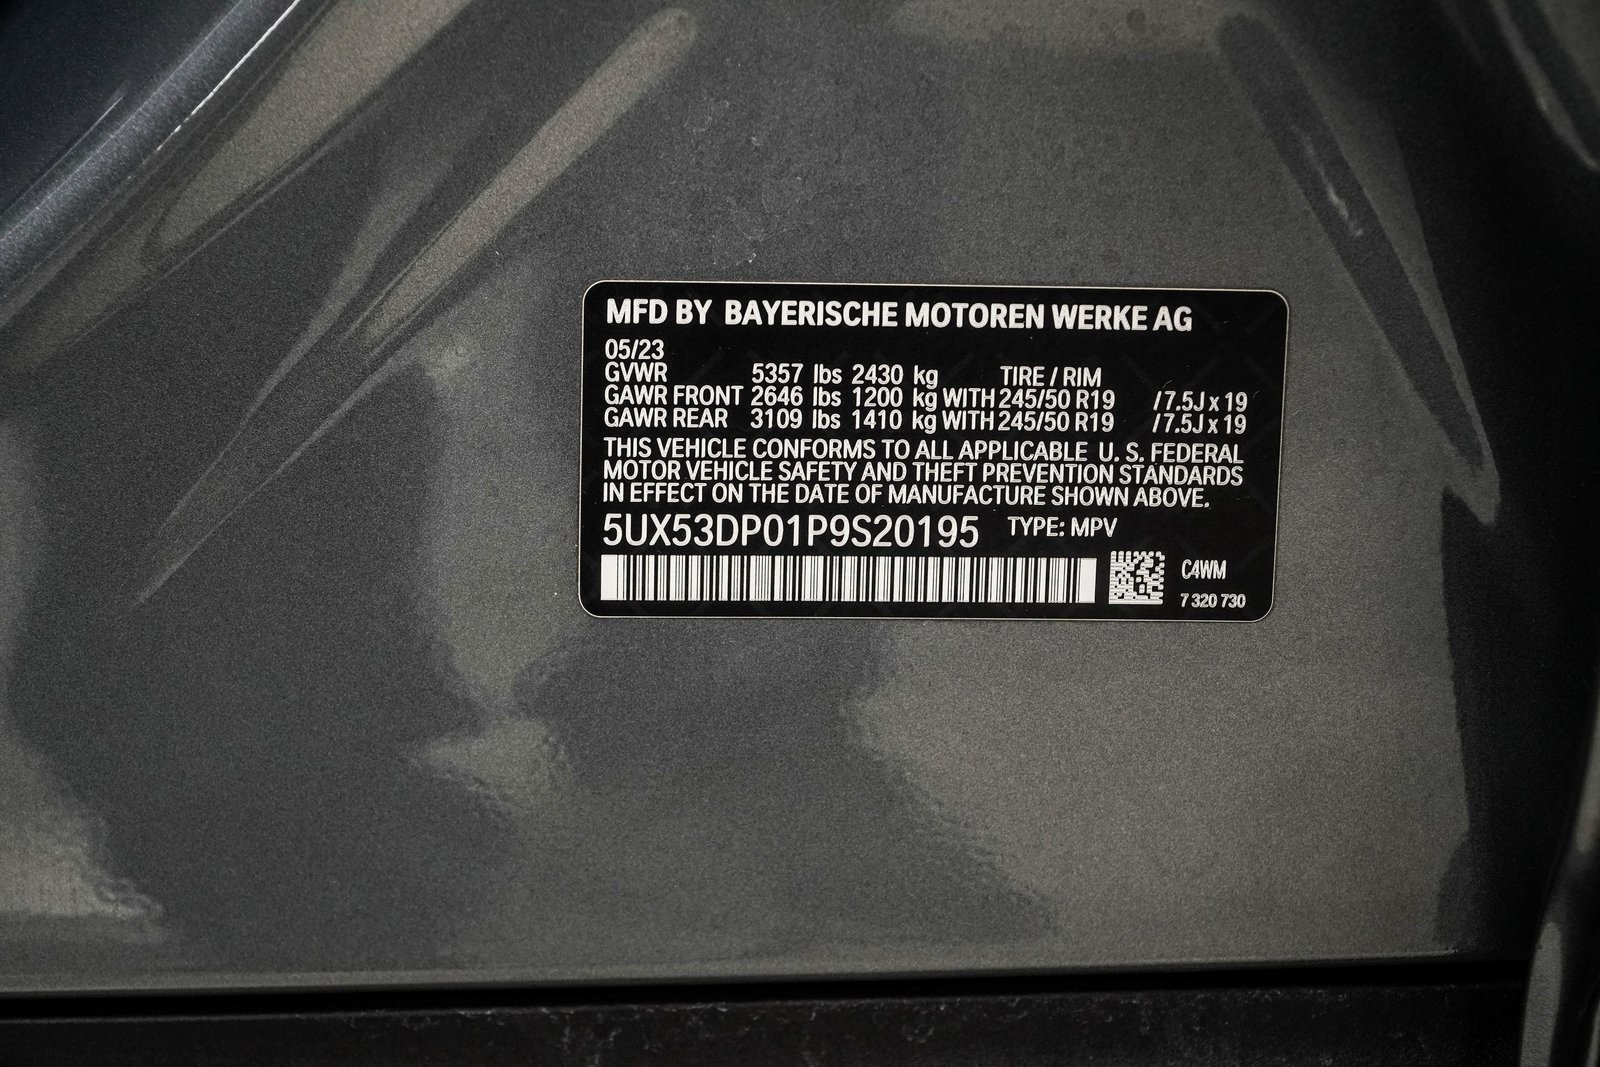 MFD BY BAYERISCHE MOTOREN WERKE AG
05/23
GVWR 5357 lbs 2430 kg TIRE / RIM
GAWR FRONT 2646 lbs 1200 kg WITH 245/50 R19 /7.5J x 19
GAWR REAR 3109 lbs 1410 kg WITH 245/50 R19 /7.5J x 19
THIS VEHICLE CONFORMS TO ALL APPLICABLE U. S. FEDERAL
MOTOR VEHICLE SAFETY AND THEFT PREVENTION STANDARDS
IN EFFECT ON THE DATE OF MANUFACTURE SHOWN ABOVE.
5UX53DP01P9S20195 TYPE: MPV
C4WM
7 320 730